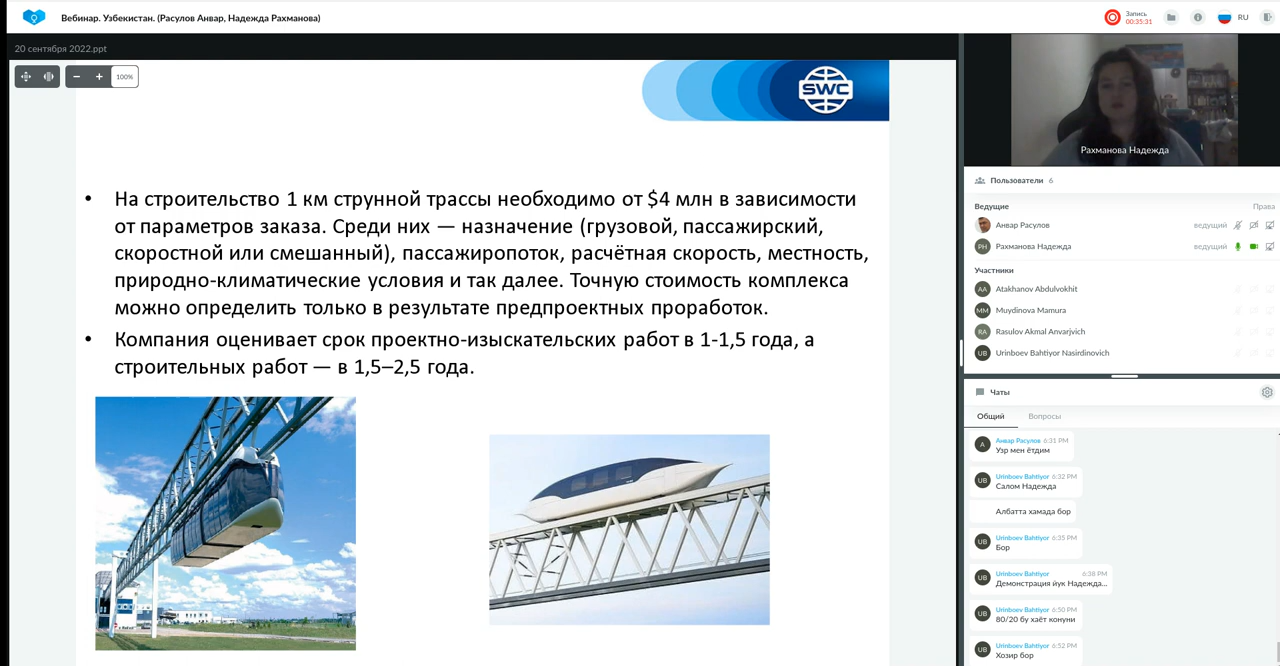 Вебинар. Узбекистан. (Расулов Анвар, Надежда Рахманова)
Запись
00:35:31
RU
20 сентября 2022.ppt
100%
SWC
• На строительство 1 км струнной трассы необходимо от $4 млн в зависимости
от параметров заказа. Среди них — назначение (грузовой, пассажирский,
скоростной или смешанный), пассажиропоток, расчётная скорость, местность,
природно-климатические условия и так далее. Точную стоимость комплекса
можно определить только в результате предпроектных проработок.
• Компания оценивает срок проектно-изыскательских работ в 1-1,5 года, а
строительных работ — в 1,5–2,5 года.
Рахманова Надежда
Пользователи 6
Ведущие Права
Анвар Расулов ведущий
РН Рахманова Надежда ведущий
Участники
AA Atakhanov Abdulvokhit
MM Muydinova Mamura
RA Rasulov Akmal Anvarjvich
UB Urinboev Bahtiyor Nasirdinovich
Чаты
Общий Вопросы
А Анвар Расулов 6:31 PM
Узр мен ётдим
UB Urinboev Bahtiyor 6:32 PM
Салом Надежда
Албатта хамада бор
UB Urinboev Bahtiyor 6:35 PM
Бор
UB Urinboev Bahtiyor 6:38 PM
Демонстрация йук Надежда...
UB Urinboev Bahtiyor 6:50 PM
80/20 бу хаёт конуни
UB Urinboev Bahtiyor 6:52 PM
Хозир бор